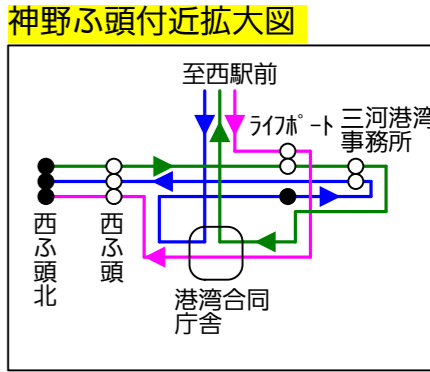 神野ふ頭付近拡大図
至西駅前
ライフﾎﾟｰﾄ
三河港湾
事務所
西ふ頭北
西ふ頭
港湾合同
庁舎